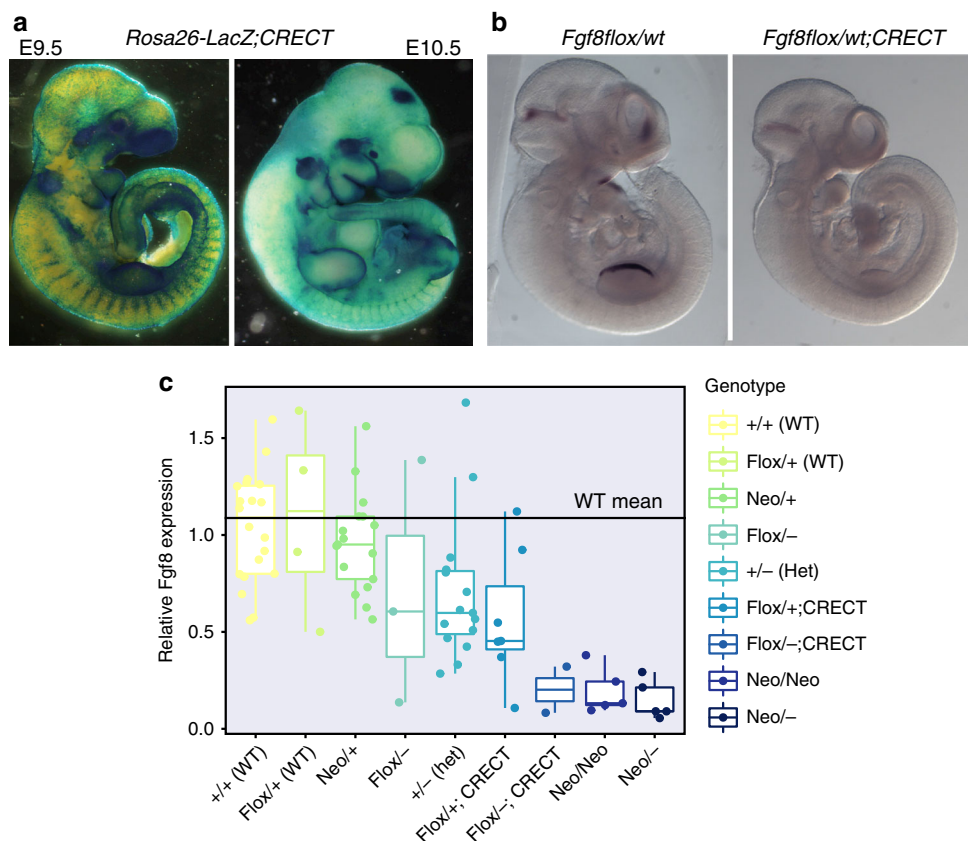 a
Rosa26-LacZ;CRECT
E9.5
E10.5
b
Fgf8flox/wt
Fgf8flox/wt;CRECT
c
Relative Fgf8 expression
1.5
1.0
0.5
0.0
WT mean
+/+ (WT)
Flox/+ (WT)
Neo/+
Flox/–
+/– (het)
Flox/+; CRECT
Flox/–; CRECT
Neo/Neo
Neo/–
Genotype
+/+ (WT)
Flox/+ (WT)
Neo/+
Flox/–
+/– (Het)
Flox/+;CRECT
Flox/–;CRECT
Neo/Neo
Neo/–